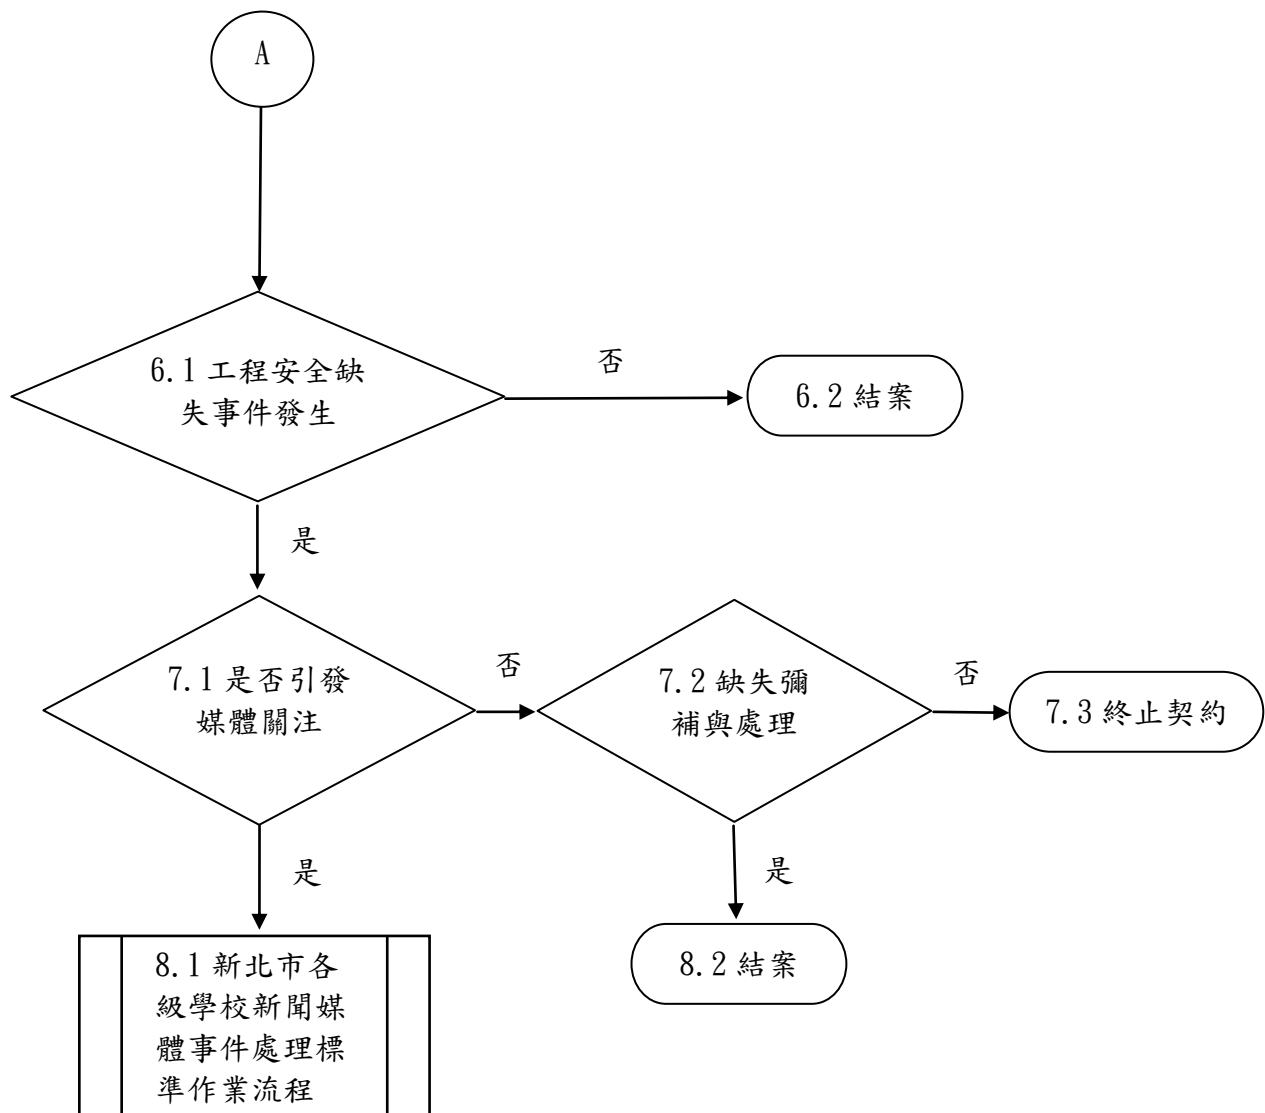 A
6.1 工程安全缺
失事件發生
否
6.2 結案
是
7.1 是否引發
媒體關注
否
7.2 缺失彌
補與處理
否
7.3 終止契約
是
是
8.1 新北市各
級學校新聞媒
體事件處理標
準作業流程
8.2 結案